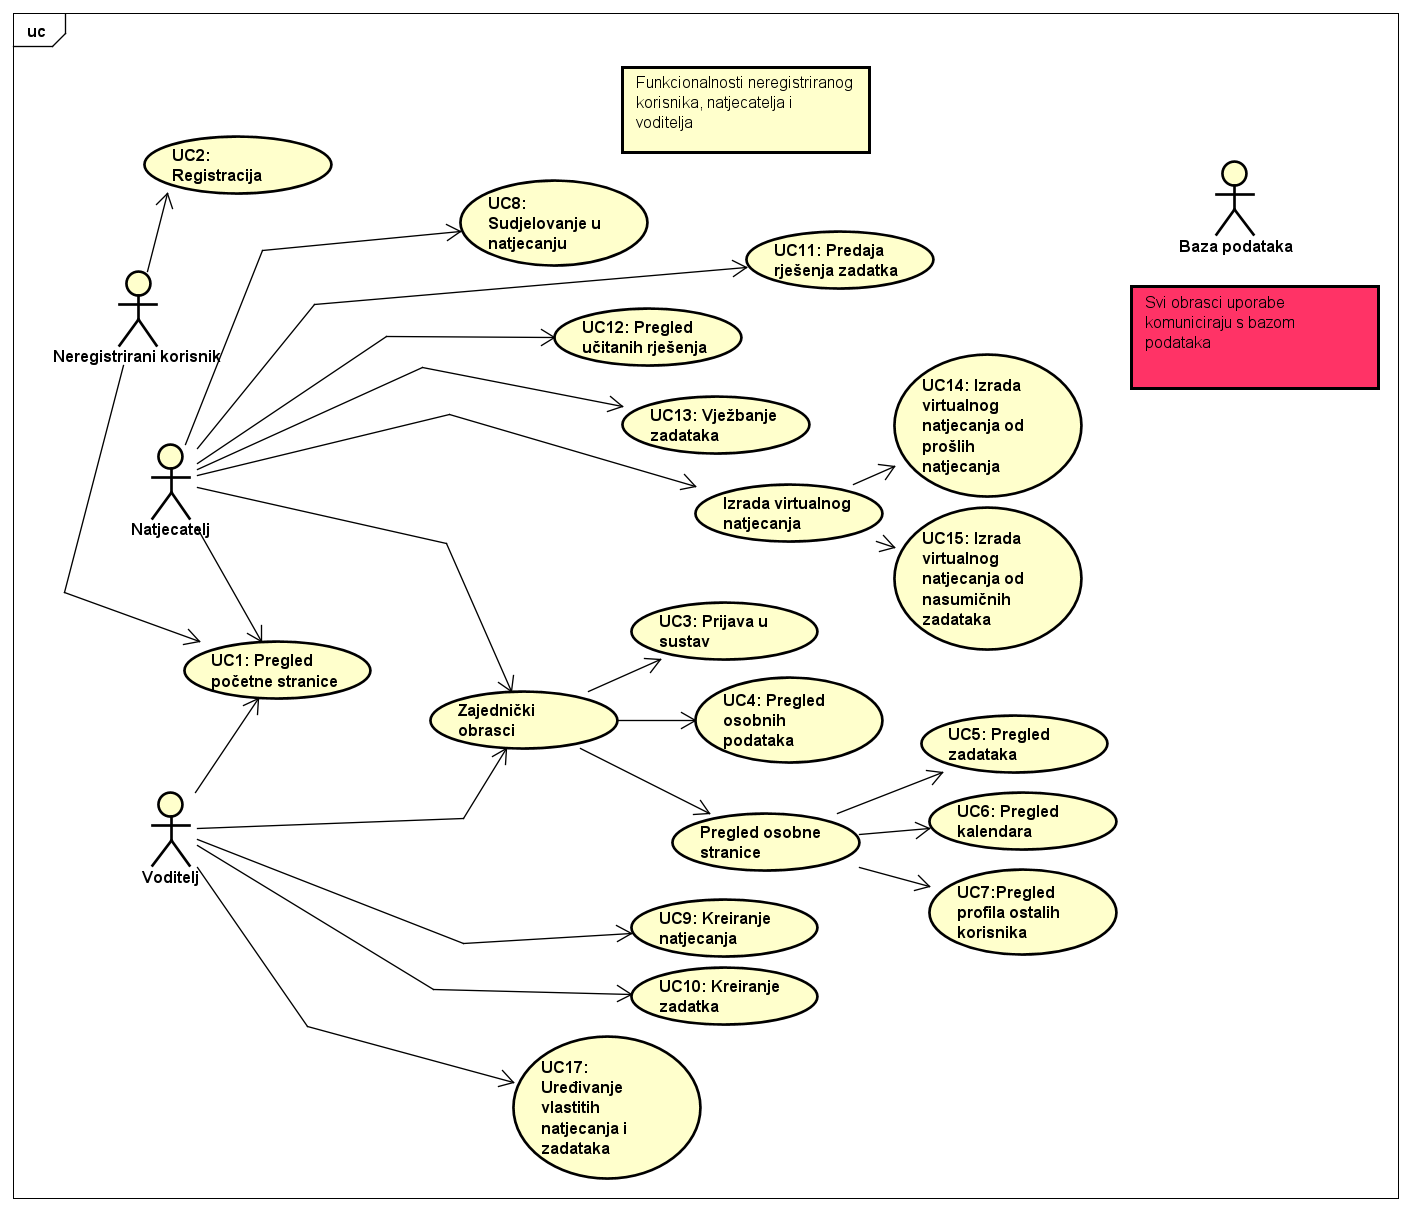 uc
Funkcionalnosti neregistriranog
korisnika, natjecatelja i
voditelja
UC2:
Registracija
UC8:
Sudjelovanje u
natjecanju
Baza podataka
UC11: Predaja
rješenja zadatka
Svi obrasci uporabe
komuniciraju s bazom
podataka
Neregistrirani korisnik
UC12: Pregled
učitanih rješenja
UC14: Izrada
virtualnog
natjecanja od
prošlih
natjecanja
UC13: Vježbanje
zadataka
Natjecatelj
Izrada virtualnog
natjecanja
UC15: Izrada
virtualnog
natjecanja od
nasumičnih
zadataka
UC3: Prijava u
sustav
UC1: Pregled
početne stranice
Zajednički
obrasci
UC4: Pregled
osobnih
podataka
UC5: Pregled
zadataka
UC6: Pregled
kalendara
Pregled osobne
stranice
Voditelj
UC7:Pregled
profila ostalih
korisnika
UC9: Kreiranje
natjecanja
UC10: Kreiranje
zadatka
UC17:
Uređivanje
vlastitih
natjecanja i
zadataka